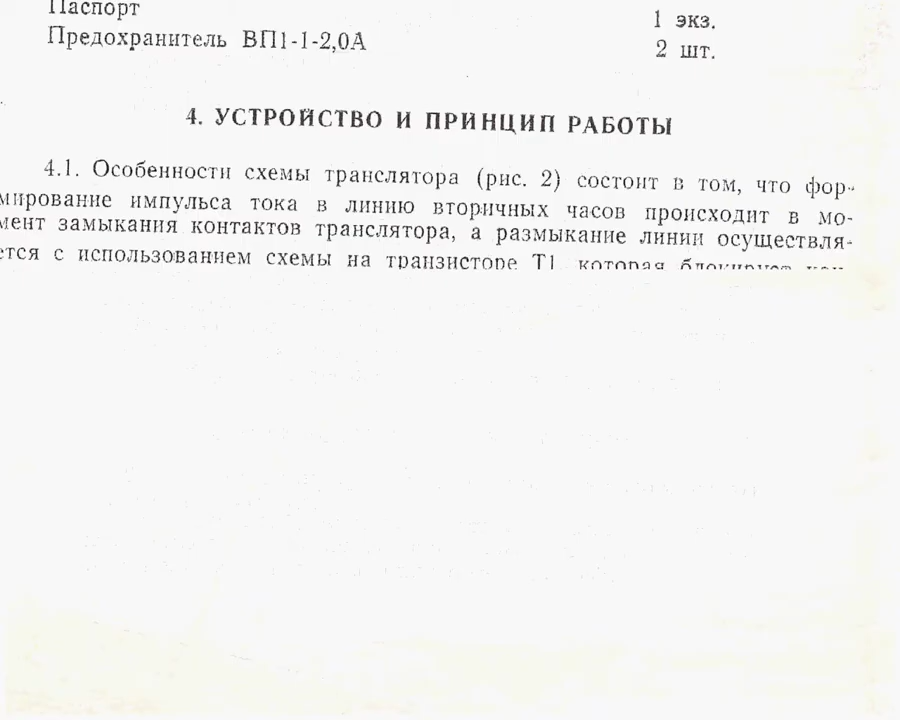 Паспорт 1 экз.
Предохранитель ВП1-1-2,0А 2 шт.
4. УСТРОЙСТВО И ПРИНЦИП РАБОТЫ
4.1. Особенности схемы транслятора (рис. 2) состоит в том, что фор-
мирование импульса тока в линию вторичных часов происходит в мо-
мент замыкания контактов транслятора, а размыкание линии осуществля-
ется с использованием схемы на транзисторе Т1, которая блокирует